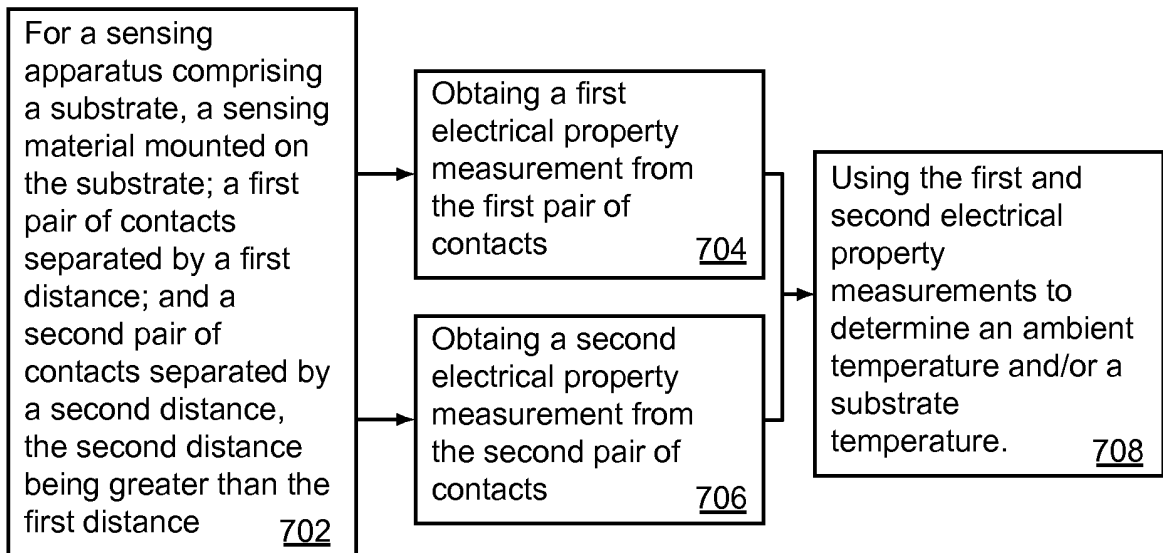 For a sensing
apparatus comprising
a substrate, a sensing
material mounted on
the substrate; a first
pair of contacts
separated by a first
distance; and a
second pair of
contacts separated by
a second distance,
the second distance
being greater than the
first distance
702
Obtaing a first
electrical property
measurement from
the first pair of
contacts
704
Obtaing a second
electrical property
measurement from
the second pair of
contacts
706
Using the first and
second electrical
property
measurements to
determine an ambient
temperature and/or a
substrate
temperature.
708